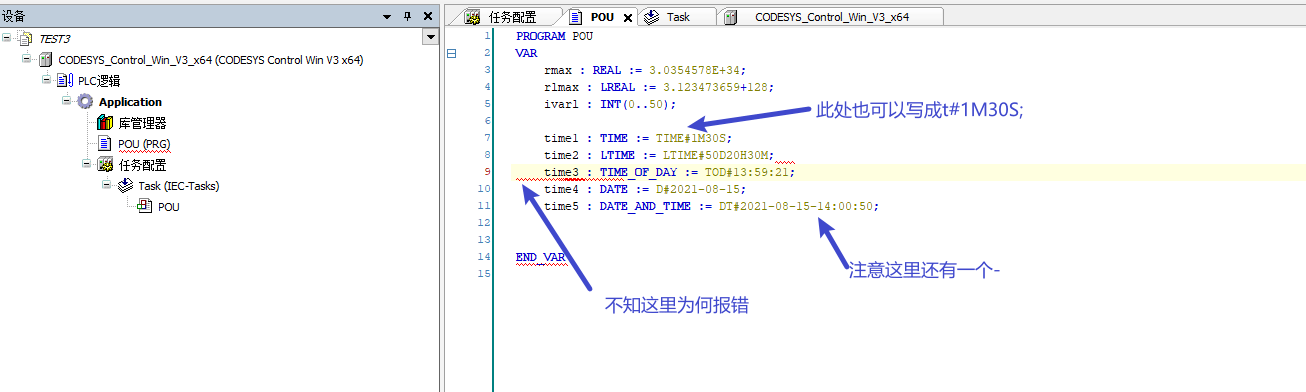 设备
TEST3
CODESYS_Control_Win_V3_x64 (CODESYS Control Win V3 x64)
PLC逻辑
Application
库管理器
POU (PRG)
任务配置
Task (IEC-Tasks)
POU
任务配置 POU Task CODESYS_Control_Win_V3_x64
1 PROGRAM POU
2 VAR
3 rmax : REAL := 3.0354578E+34;
4 rlmax : LREAL := 3.123473659+128;
5 ivar1 : INT(0..50);
6
此处也可以写成t#1M30S;
7 time1 : TIME := TIME#1M30S;
8 time2 : LTIME := LTIME#50D20H30M;
9 time3 : TIME_OF_DAY := TOD#13:59:21;
10 time4 : DATE := D#2021-08-15;
11 time5 : DATE_AND_TIME := DT#2021-08-15-14:00:50;
12
13
14 END_VAR
15
注意这里还有一个-
不知这里为何报错